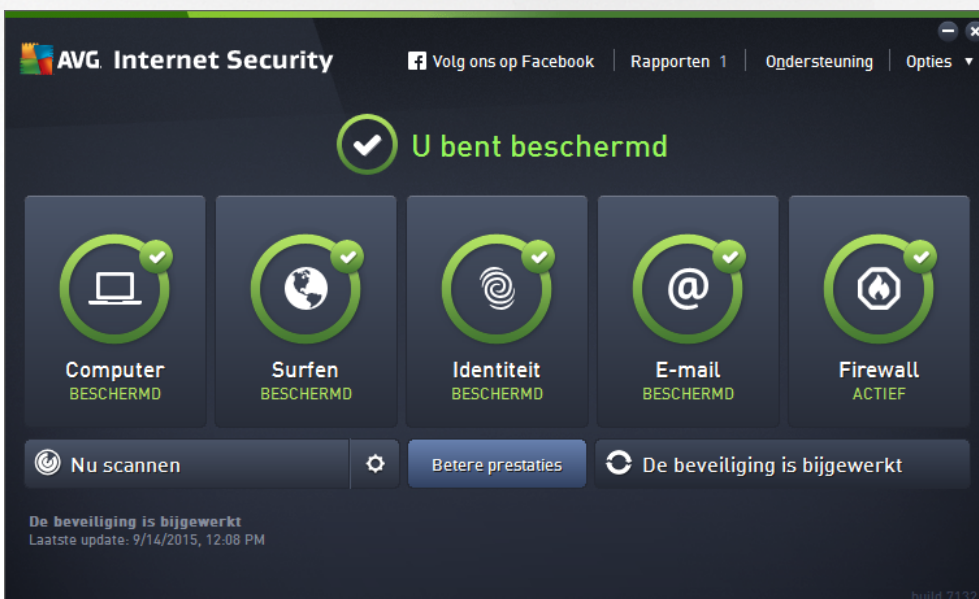 AVG. Internet Security
Volg ons op Facebook
Rapporten 1
Ondersteuning
Opties
U bent beschermd
Computer
BESCHERMD
Surfen
BESCHERMD
Identiteit
BESCHERMD
E-mail
BESCHERMD
Firewall
ACTIEF
Nu scannen
Betere prestaties
De beveiliging is bijgewerkt
De beveiliging is bijgewerkt
Laatste update: 9/14/2015, 12:08 PM
build 7133